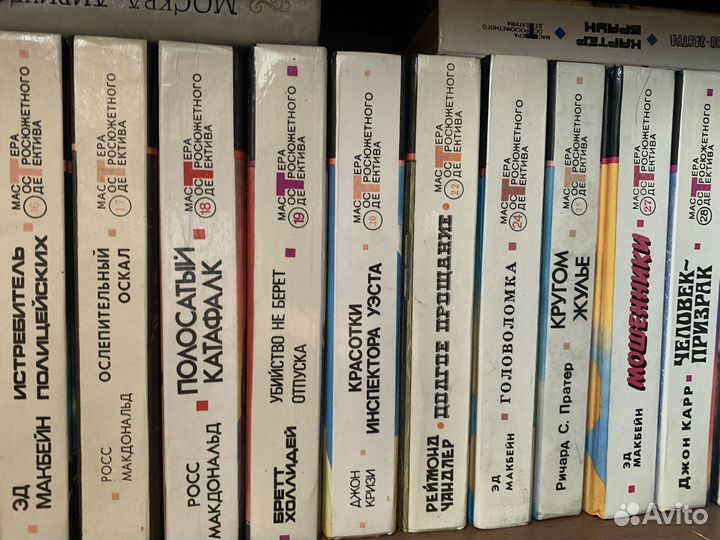 МОСКВА
КАРТЕР
БРАУН
МАСТЕРА
ОСТРОСЮЖЕТНОГО
ДЕТЕКТИВА
ЭД
МАКБЕЙН
ИСТРЕБИТЕЛЬ
ПОЛИЦЕЙСКИХ
16
МАСТЕРА
ОСТРОСЮЖЕТНОГО
ДЕТЕКТИВА
РОСС
МАКДОНАЛЬД
ОСЛЕПИТЕЛЬНЫЙ
ОСКАЛ
17
МАСТЕРА
ОСТРОСЮЖЕТНОГО
ДЕТЕКТИВА
РОСС
МАКДОНАЛЬД
ПОЛОСАТЫЙ
КАТАФАЛК
18
МАСТЕРА
ОСТРОСЮЖЕТНОГО
ДЕТЕКТИВА
БРЕТТ
ХОЛЛИДЕЙ
УБИЙСТВО НЕ БЕРЕТ
ОТПУСКА
19
МАСТЕРА
ОСТРОСЮЖЕТНОГО
ДЕТЕКТИВА
ДЖОН
КРИЗИ
КРАСОТКИ
ИНСПЕКТОРА УЭСТА
20
МАСТЕРА
ОСТРОСЮЖЕТНОГО
ДЕТЕКТИВА
РЕЙМОНД
ЧАНДЛЕР
ДОЛГОЕ ПРОЩАНИЕ
22
МАСТЕРА
ОСТРОСЮЖЕТНОГО
ДЕТЕКТИВА
ЭД
МАКБЕЙН
ГОЛОВОЛОМКА
24
МАСТЕРА
ОСТРОСЮЖЕТНОГО
ДЕТЕКТИВА
Ричард С. Пратер
КРУГОМ
ЖУЛЬЕ
25
МАСТЕРА
ОСТРОСЮЖЕТНОГО
ДЕТЕКТИВА
ЭД
МАКБЕЙН
МОШЕННИКИ
27
МАСТЕРА
ОСТРОСЮЖЕТНОГО
ДЕТЕКТИВА
ДЖОН КАРР
ЧЕЛОВЕК-
ПРИЗРАК
28
МАСТЕРА
ОСТРОСЮЖЕТНОГО
ДЕТЕКТИВА
Avito